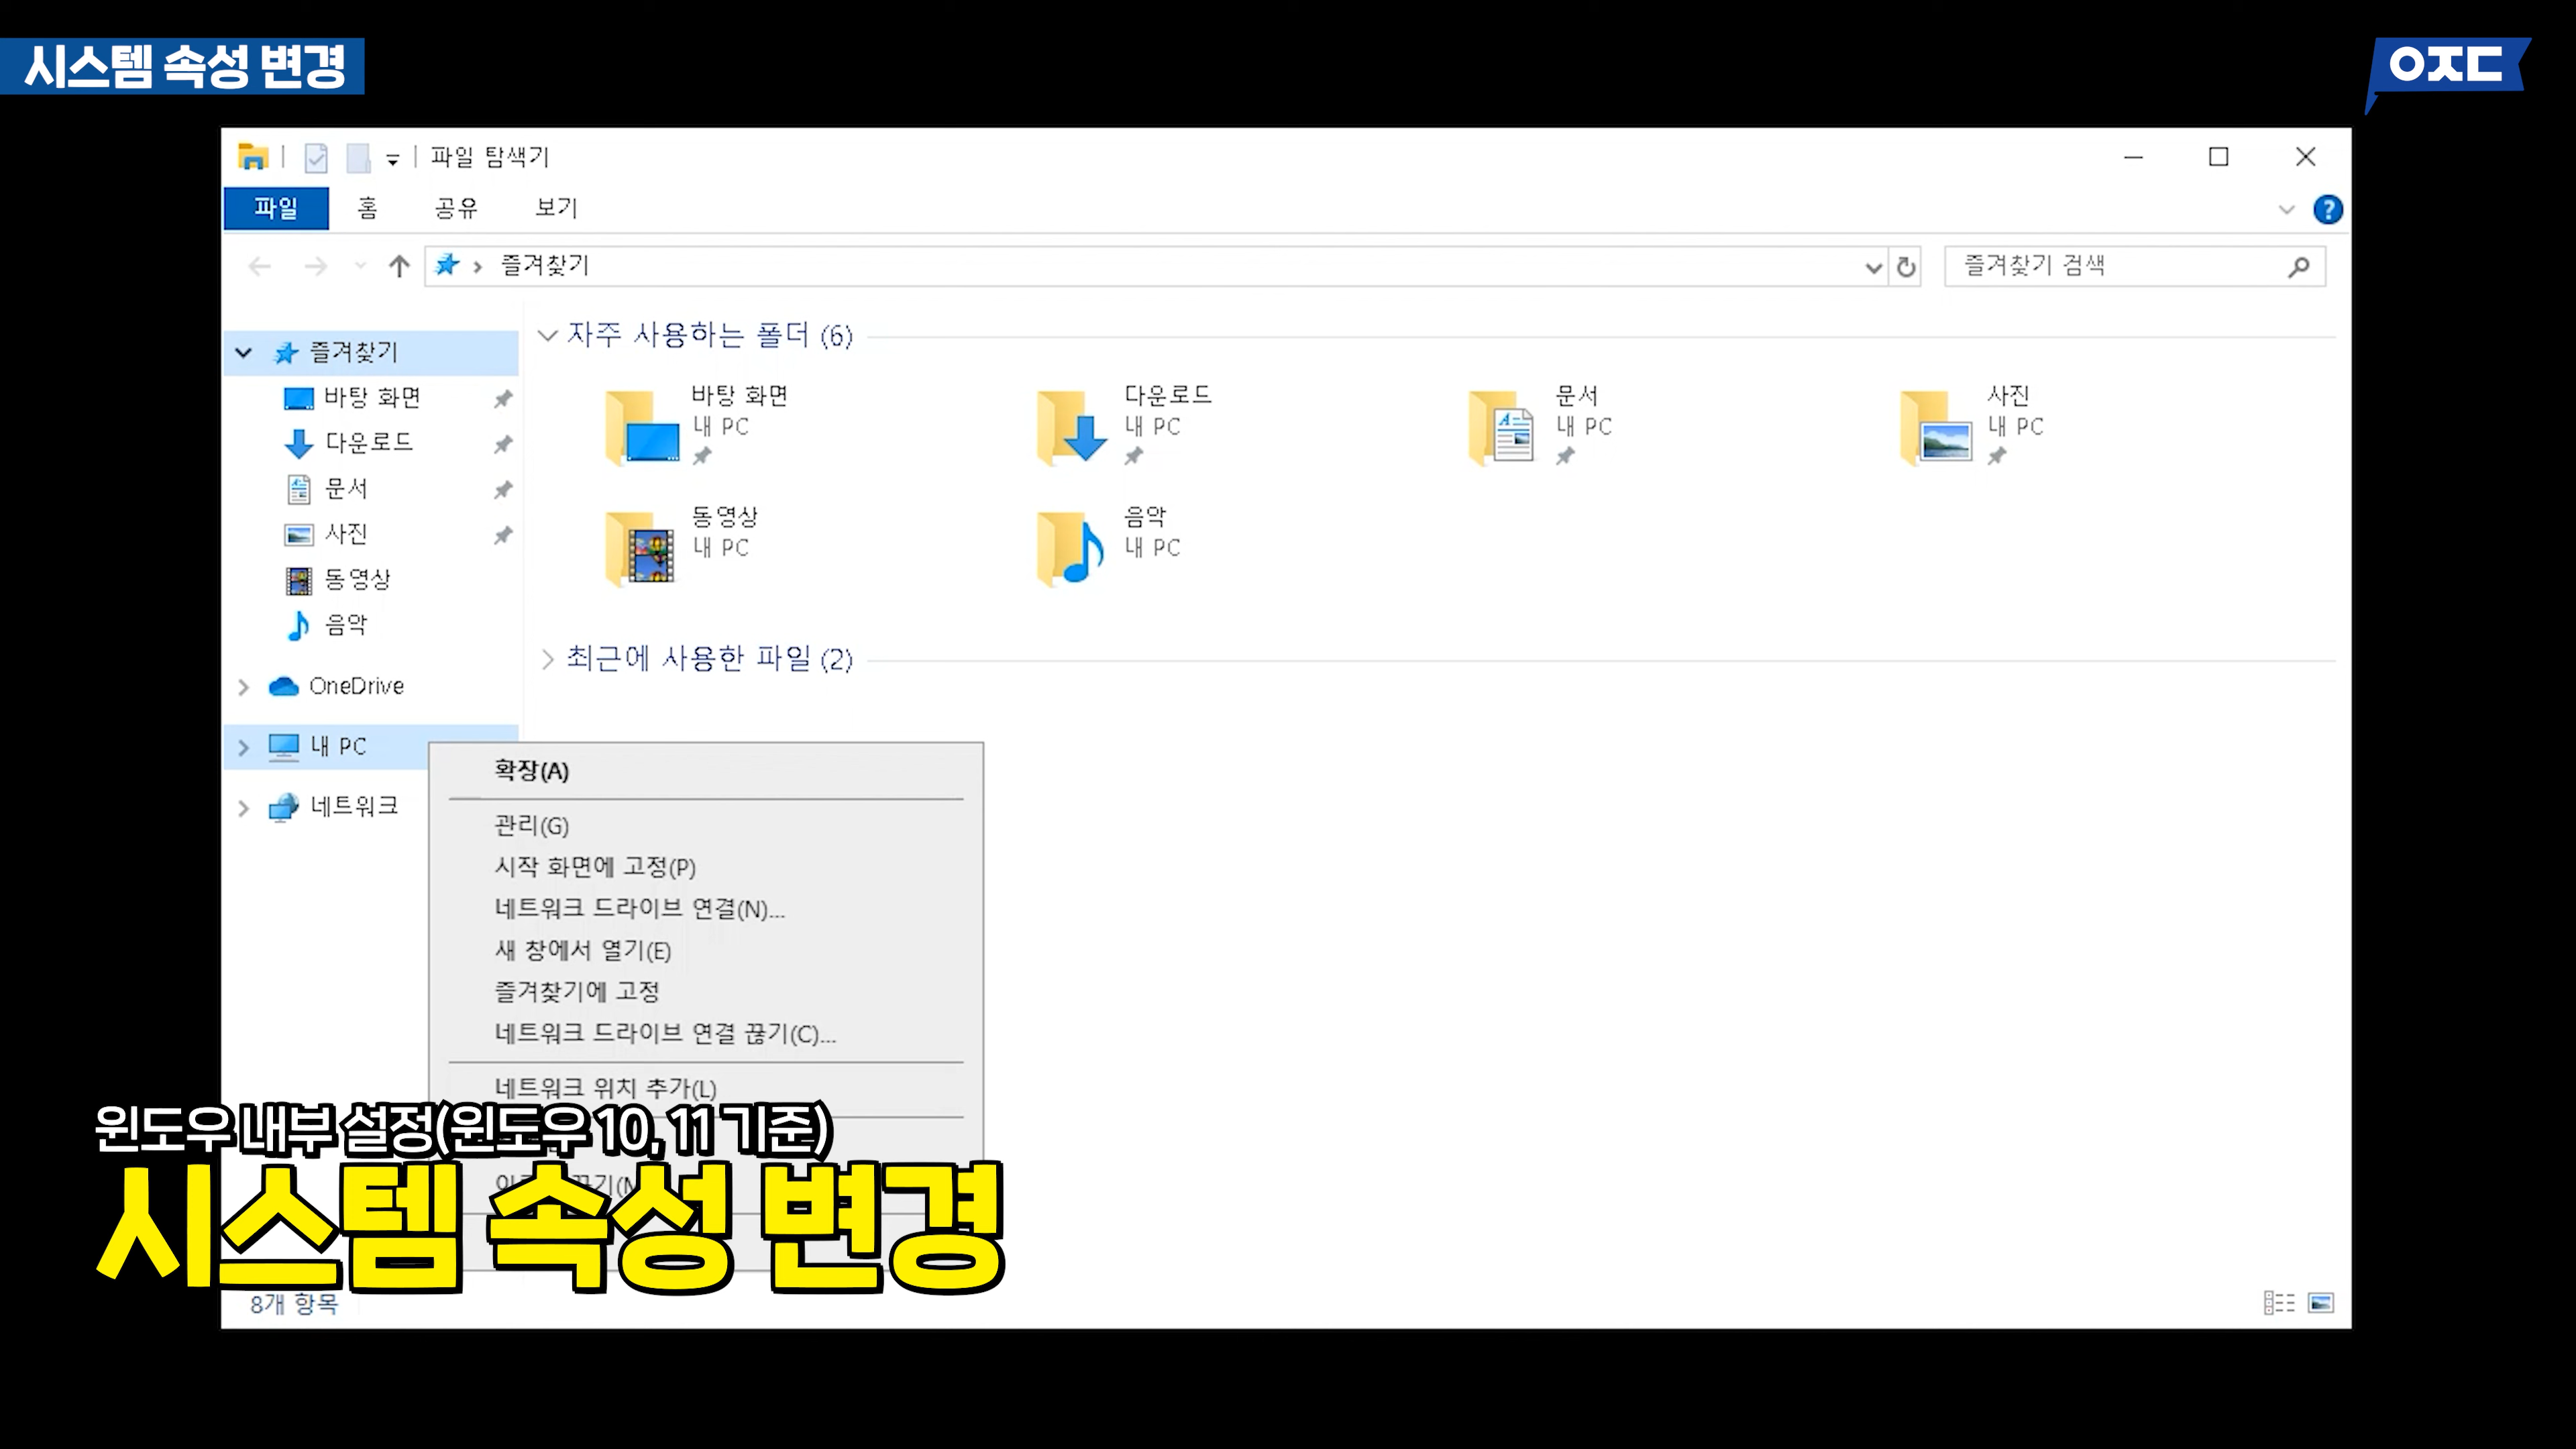 시스템 속성 변경
오지드
파일 탐색기
파일 홈 공유 보기
즐겨찾기
즐겨찾기 검색
즐겨찾기
바탕 화면
다운로드
문서
사진
동영상
음악
OneDrive
내 PC
네트워크
자주 사용하는 폴더 (6)
바탕 화면
내 PC
다운로드
내 PC
문서
내 PC
사진
내 PC
동영상
내 PC
음악
내 PC
최근에 사용한 파일 (2)
확장(A)
관리(G)
시작 화면에 고정(P)
네트워크 드라이브 연결(N)...
새 창에서 열기(E)
즐겨찾기에 고정
네트워크 드라이브 연결 끊기(C)...
네트워크 위치 추가(L)
윈도우 내부 설정(윈도우 10, 11 기준)
시스템 속성 변경
8개 항목